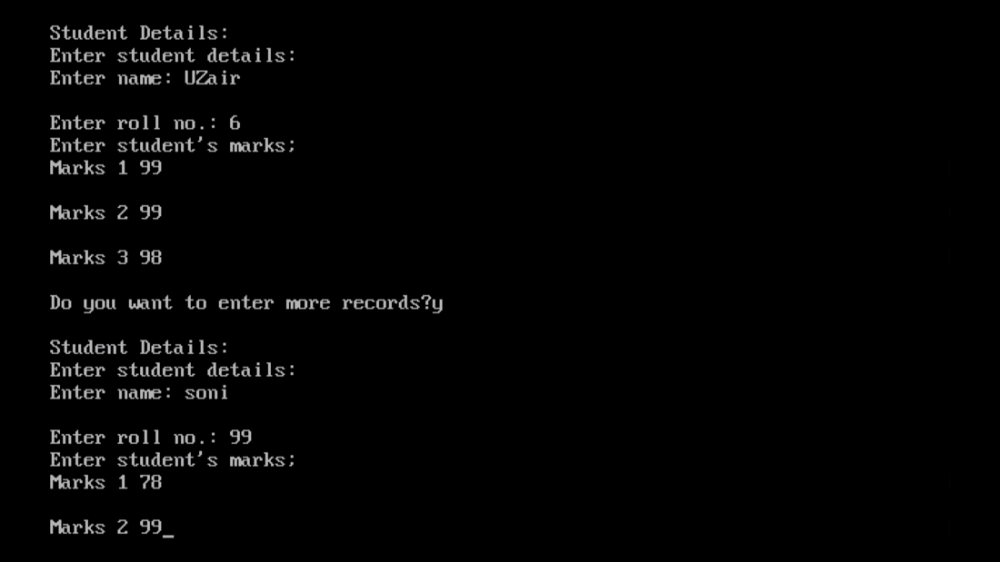 Student Details:
Enter student details:
Enter name: UZair
Enter roll no.: 6
Enter student's marks;
Marks 1 99
Marks 2 99
Marks 3 98
Do you want to enter more records?y
Student Details:
Enter student details:
Enter name: soni
Enter roll no.: 99
Enter student's marks;
Marks 1 78
Marks 2 99_